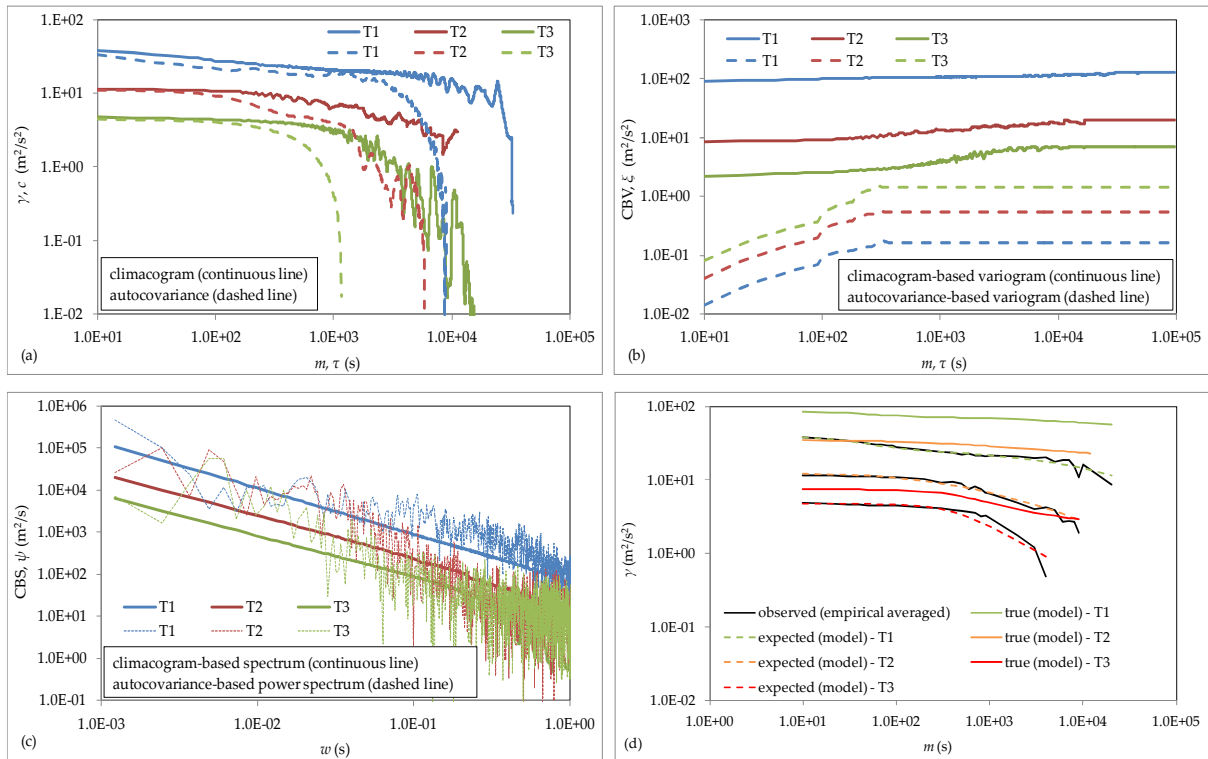 1.E+02
1.E+01
1.E+00
1.E-01
1.E-02
γ, c (m²/s²)
T1 T2 T3
T1 T2 T3
climacogram (continuous line)
autocovariance (dashed line)
1.0E+01 1.0E+02 1.0E+03 1.0E+04 1.0E+05
(a)
m, τ (s)
1.0E+03
1.0E+02
1.0E+01
1.0E+00
1.0E-01
1.0E-02
CBV, ξ (m²/s²)
T1 T2 T3
T1 T2 T3
climacogram-based variogram (continuous line)
autocovariance-based variogram (dashed line)
1.0E+01 1.0E+02 1.0E+03 1.0E+04 1.0E+05
(b)
m, τ (s)
1.0E+06
1.0E+05
1.0E+04
1.0E+03
1.0E+02
1.0E+01
1.0E+00
1.0E-01
CBS, ψ (m²/s)
T1 T2 T3
T1 T2 T3
climacogram-based spectrum (continuous line)
autocovariance-based power spectrum (dashed line)
1.0E-03 1.0E-02 1.0E-01 1.0E+00
(c)
w (s)
1.0E+02
1.0E+01
1.0E+00
1.0E-01
1.0E-02
γ (m²/s²)
observed (empirical averaged)
true (model) - T1
expected (model) - T1
true (model) - T2
expected (model) - T2
true (model) - T3
expected (model) - T3
1.0E+00 1.0E+01 1.0E+02 1.0E+03 1.0E+04 1.0E+05
(d)
m (s)